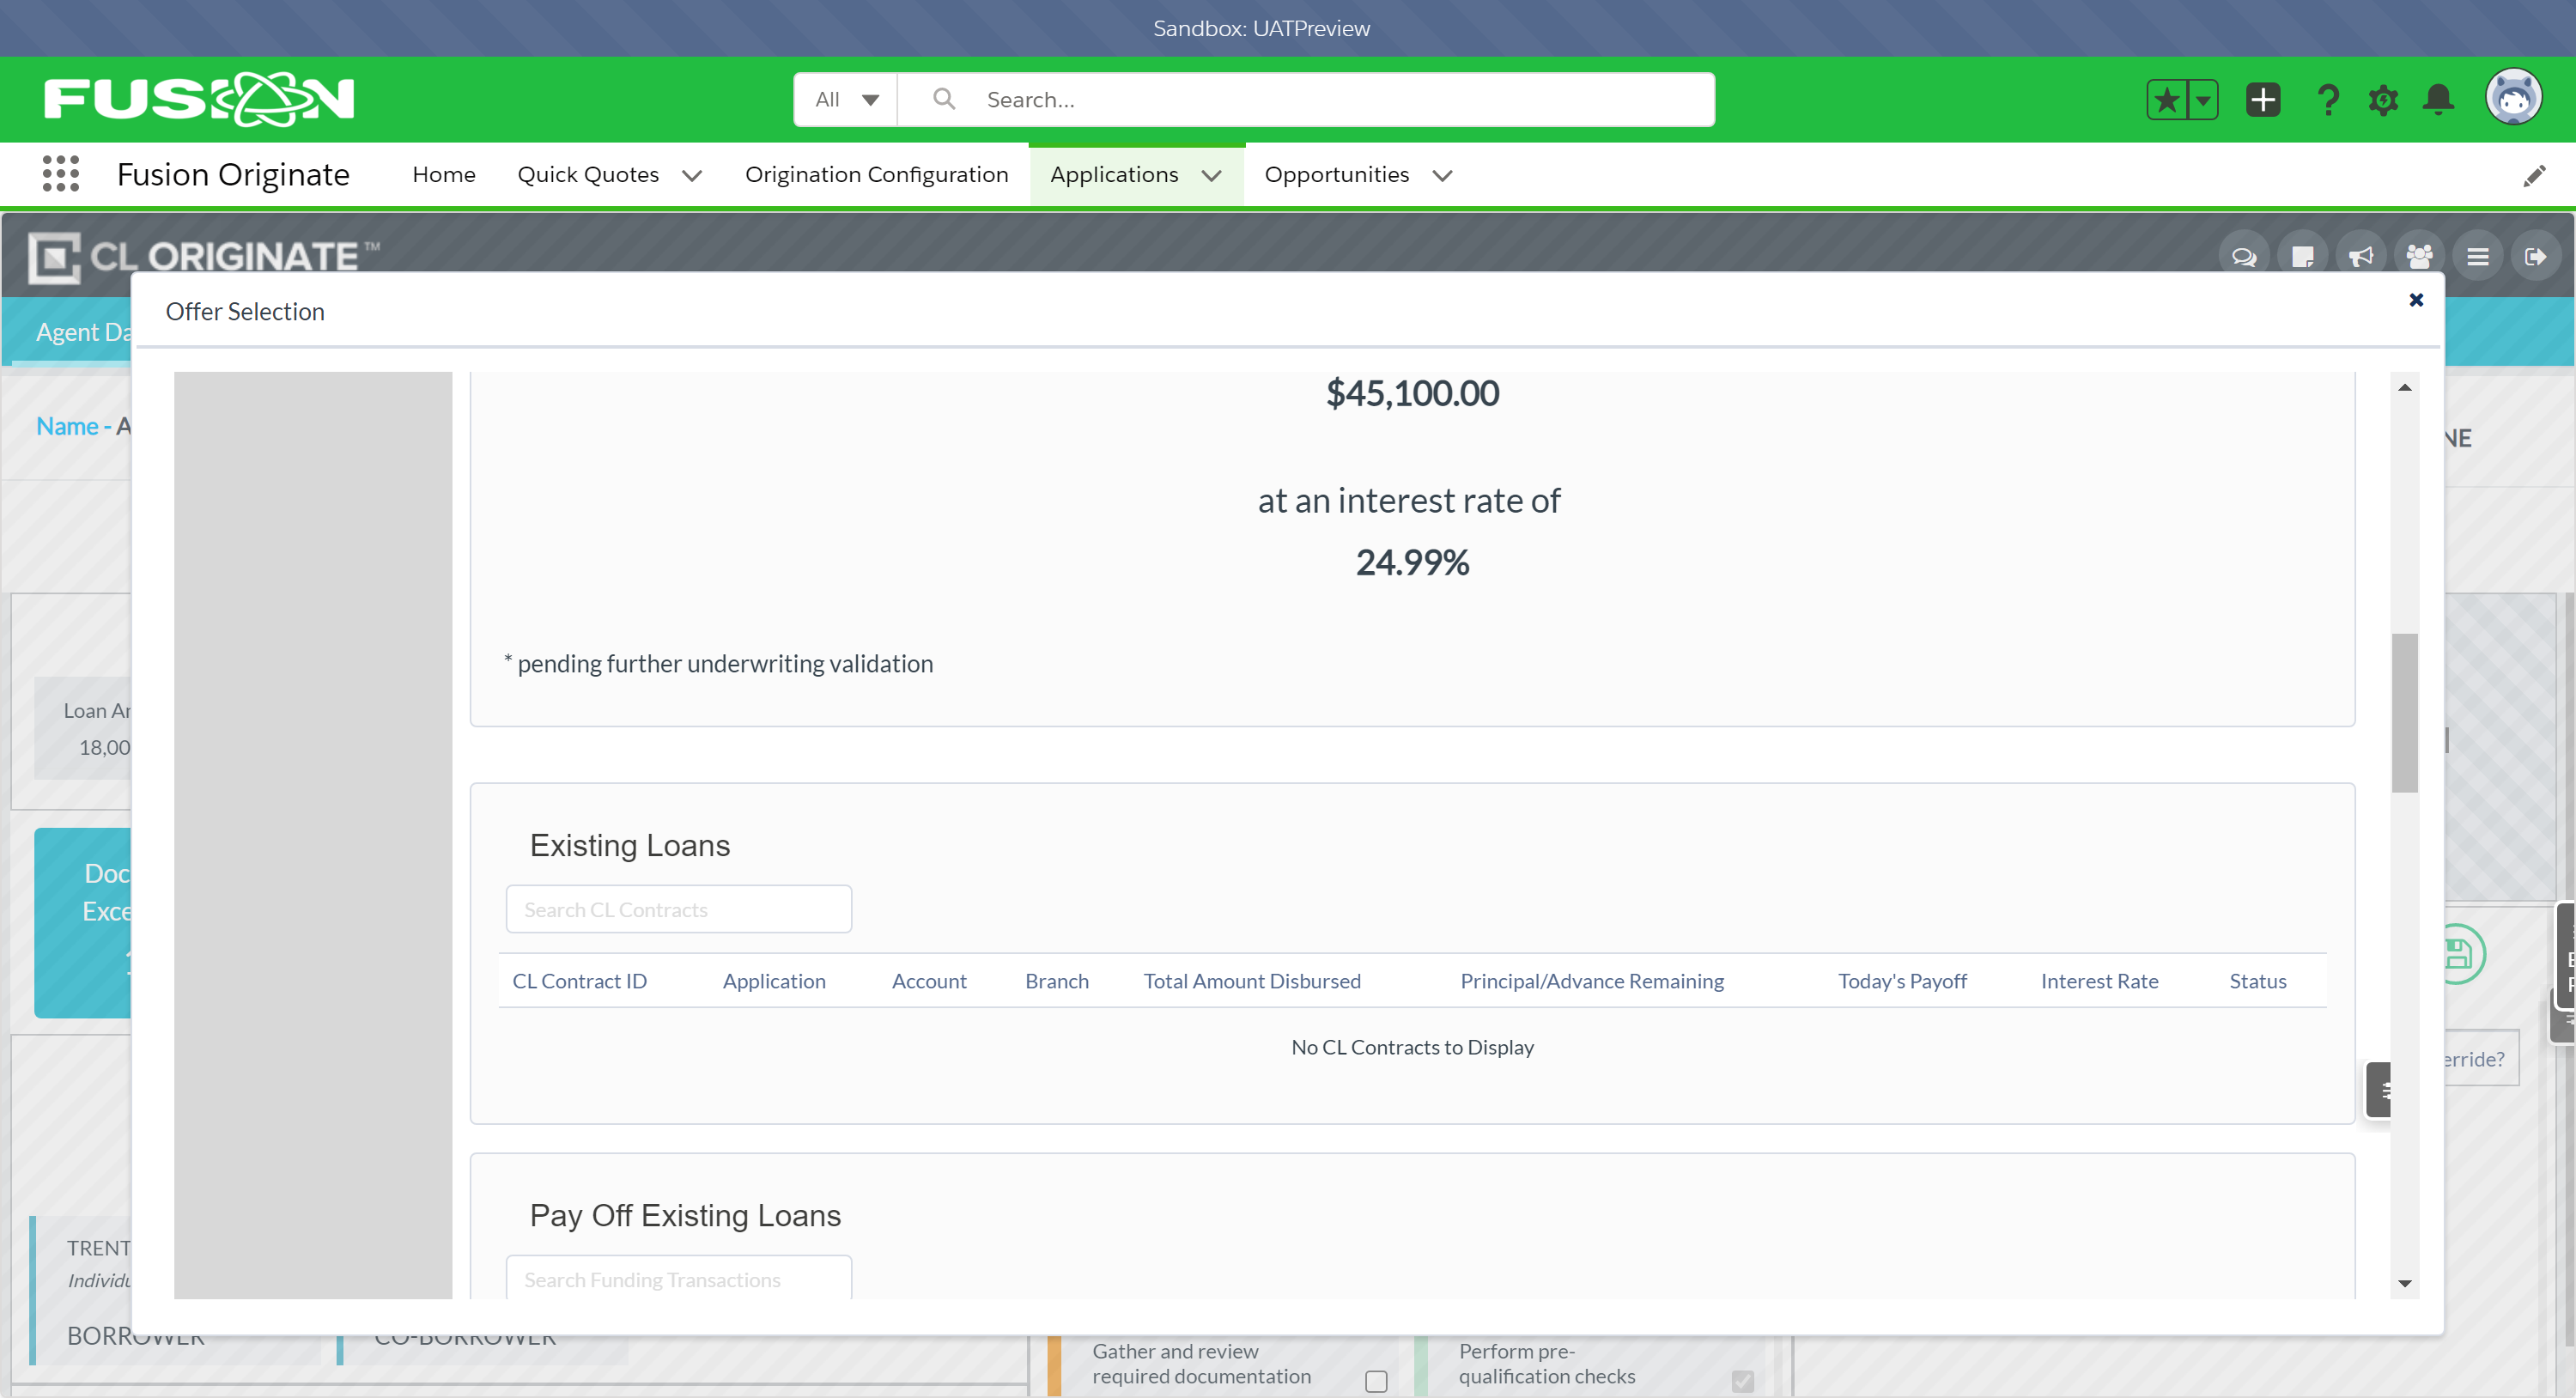 Sandbox: UATPreview
FUSION
All
Search...
Fusion Originate
Home
Quick Quotes
Origination Configuration
Applications
Opportunities
CL ORIGINATE™
Agent Da
Offer Selection
Name - A
NE
$45,100.00
at an interest rate of
24.99%
* pending further underwriting validation
Loan Ar
18,00
Doc
Exce
Existing Loans
Search CL Contracts
CL Contract ID Application Account Branch Total Amount Disbursed Principal/Advance Remaining Today's Payoff Interest Rate Status
No CL Contracts to Display
erride?
Pay Off Existing Loans
Search Funding Transactions
TRENT
Individu
BORROWER
CO-BORROWER
Gather and review
required documentation
Perform pre-
qualification checks